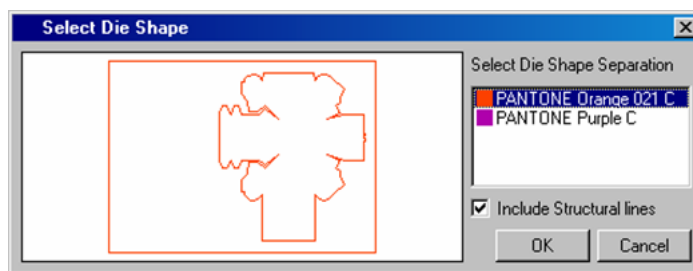 Select Die Shape
Select Die Shape Separation
PANTONE Orange 021 C
PANTONE Purple C
Include Structural lines
OK
Cancel